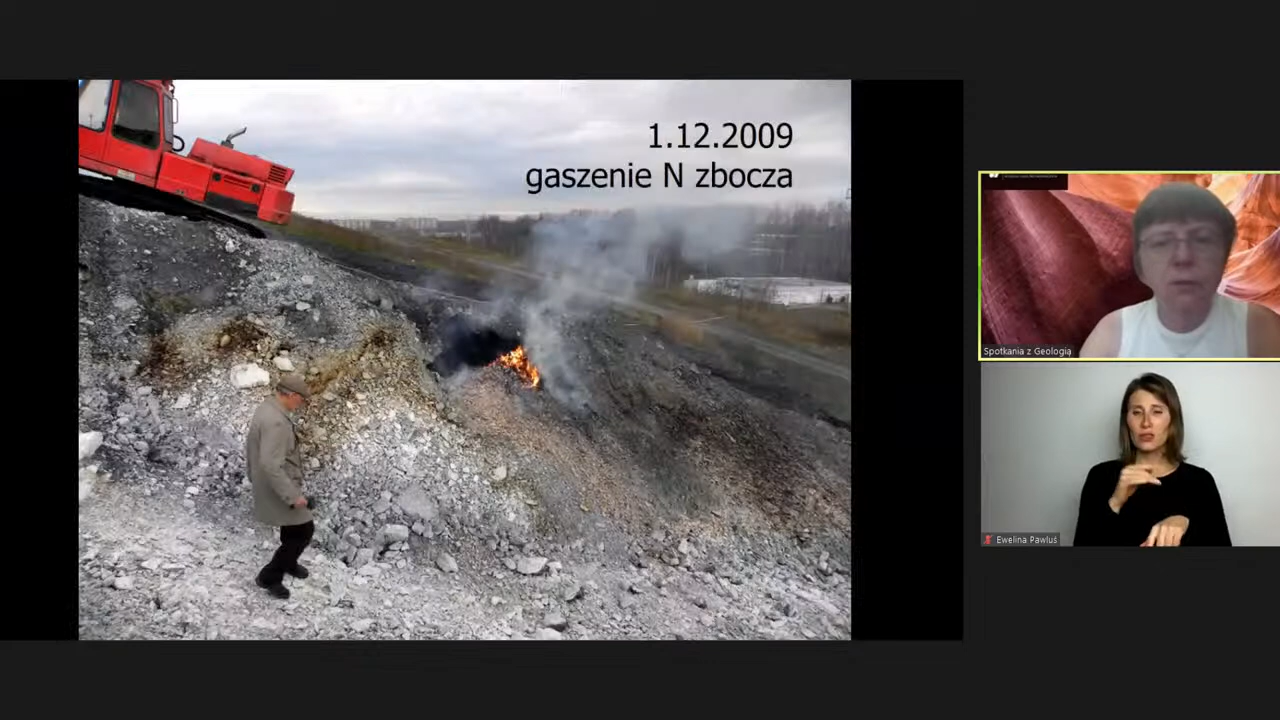 1.12.2009
gaszenie N zbocza
Spotkania z Geologią
Ewelina Pawluś